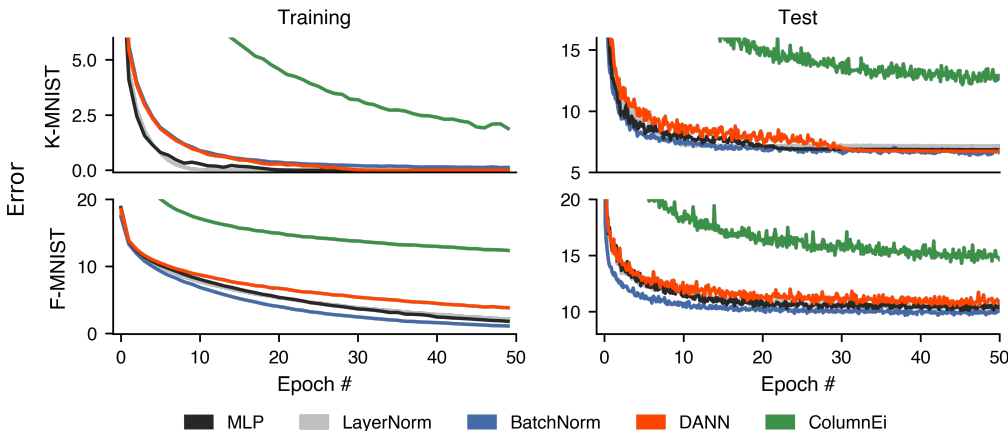 Training
Test
Error
K-MNIST
5.0
2.5
0.0
15
10
5
F-MNIST
20
10
0
20
15
10
0
10
20
30
40
50
0
10
20
30
40
50
Epoch #
Epoch #
MLP
LayerNorm
BatchNorm
DANN
ColumnEi